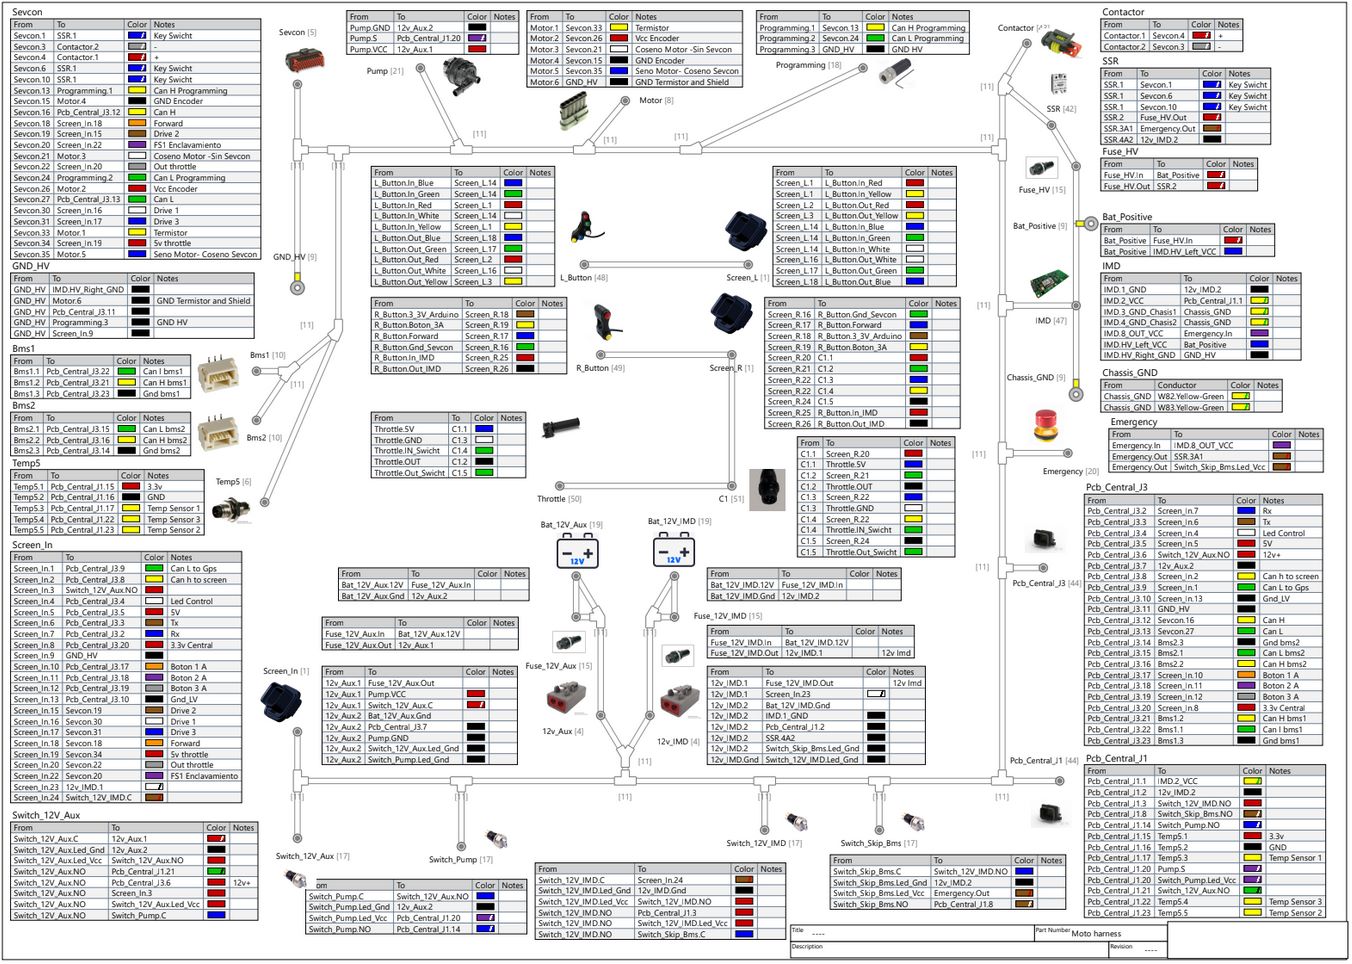 Sevcon
From To Color Notes
Sevcon.1 SSR.1 Key Swicht
Sevcon.3 Contactor.2 -
Sevcon.4 Contactor.1 +
Sevcon.6 SSR.1 Key Swicht
Sevcon.10 SSR.1 Key Swicht
Sevcon.13 Programming.1 Can H Programming
Sevcon.15 Motor.4 GND Encoder
Sevcon.16 Pcb_Central_J3.12 Can H
Sevcon.18 Screen_In.18 Forward
Sevcon.19 Screen_In.15 Drive 2
Sevcon.20 Screen_In.22 FS1 Enclavamiento
Sevcon.21 Motor.3 Coseno Motor -Sin Sevcon
Sevcon.22 Screen_In.20 Out throttle
Sevcon.24 Programming.2 Can L Programming
Sevcon.26 Motor.2 Vcc Encoder
Sevcon.27 Pcb_Central_J3.13 Can L
Sevcon.30 Screen_In.16 Drive 1
Sevcon.31 Screen_In.17 Drive 3
Sevcon.33 Motor.1 Termistor
Sevcon.34 Screen_In.19 5v throttle
Sevcon.35 Motor.5 Seno Motor- Coseno Sevcon
GND_HV
From To Color Notes
GND_HV IMD.HV_Right_GND
GND_HV Motor.6 GND Termistor and Shield
GND_HV Pcb_Central_J3.11
GND_HV Programming.3 GND HV
GND_HV Screen_In.9
Bms1
From To Color Notes
Bms1.1 Pcb_Central_J3.22 Can l bms1
Bms1.2 Pcb_Central_J3.21 Can H bms1
Bms1.3 Pcb_Central_J3.23 Gnd bms1
Bms2
From To Color Notes
Bms2.1 Pcb_Central_J3.15 Can L bms2
Bms2.2 Pcb_Central_J3.16 Can H bms2
Bms2.3 Pcb_Central_J3.14 Gnd bms2
Temp5
From To Color Notes
Temp5.1 Pcb_Central_J1.15 3.3v
Temp5.2 Pcb_Central_J1.16 GND
Temp5.3 Pcb_Central_J1.17 Temp Sensor 1
Temp5.4 Pcb_Central_J1.22 Temp Sensor 3
Temp5.5 Pcb_Central_J1.23 Temp Sensor 2
Screen_In
From To Color Notes
Screen_In.1 Pcb_Central_J3.9 Can L to Gps
Screen_In.2 Pcb_Central_J3.8 Can h to screen
Screen_In.3 Switch_12V_Aux.NO
Screen_In.4 Pcb_Central_J3.4 Led Control
Screen_In.5 Pcb_Central_J3.5 5V
Screen_In.6 Pcb_Central_J3.3 Tx
Screen_In.7 Pcb_Central_J3.2 Rx
Screen_In.8 Pcb_Central_J3.20 3.3v Central
Screen_In.9 GND_HV
Screen_In.10 Pcb_Central_J3.17 Boton 1 A
Screen_In.11 Pcb_Central_J3.18 Boton 2 A
Screen_In.12 Pcb_Central_J3.19 Boton 3 A
Screen_In.13 Pcb_Central_J3.10 Gnd_LV
Screen_In.15 Sevcon.19 Drive 2
Screen_In.16 Sevcon.30 Drive 1
Screen_In.17 Sevcon.31 Drive 3
Screen_In.18 Sevcon.18 Forward
Screen_In.19 Sevcon.34 5v throttle
Screen_In.20 Sevcon.22 Out throttle
Screen_In.22 Sevcon.20 FS1 Enclavamiento
Screen_In.23 12v_IMD.1
Screen_In.24 Switch_12V_IMD.C
Switch_12V_Aux
From To Color Notes
Switch_12V_Aux.C 12v_Aux.1
Switch_12V_Aux.Led_Gnd 12v_Aux.2
Switch_12V_Aux.Led_Vcc Switch_12V_Aux.NO
Switch_12V_Aux.NO Pcb_Central_J1.21
Switch_12V_Aux.NO Pcb_Central_J3.6 12v+
Switch_12V_Aux.NO Screen_In.3
Switch_12V_Aux.NO Switch_12V_Aux.Led_Vcc
Switch_12V_Aux.NO Switch_Pump.C
Sevcon [5]
From To Color Notes
Pump.GND 12v_Aux.2
Pump.S Pcb_Central_J1.20
Pump.VCC 12v_Aux.1
Pump [21]
From To Color Notes
Motor.1 Sevcon.33 Termistor
Motor.2 Sevcon.26 Vcc Encoder
Motor.3 Sevcon.21 Coseno Motor -Sin Sevcon
Motor.4 Sevcon.15 GND Encoder
Motor.5 Sevcon.35 Seno Motor- Coseno Sevcon
Motor.6 GND_HV GND Termistor and Shield
Motor [8]
From To Color Notes
Programming.1 Sevcon.13 Can H Programming
Programming.2 Sevcon.24 Can L Programming
Programming.3 GND_HV GND HV
Programming [18]
[11]
[11]
[11]
[11]
[11]
GND_HV [9]
[11]
Bms1 [10]
[11]
Bms2 [10]
Temp5 [6]
From To Color Notes
L_Button.In_Blue Screen_L.14
L_Button.In_Green Screen_L.14
L_Button.In_Red Screen_L.1
L_Button.In_White Screen_L.14
L_Button.In_Yellow Screen_L.1
L_Button.Out_Blue Screen_L.18
L_Button.Out_Green Screen_L.17
L_Button.Out_Red Screen_L.2
L_Button.Out_White Screen_L.16
L_Button.Out_Yellow Screen_L.3
L_Button [48]
Screen_L [1]
From To Color Notes
Screen_L.1 L_Button.In_Red
Screen_L.1 L_Button.In_Yellow
Screen_L.2 L_Button.Out_Red
Screen_L.3 L_Button.Out_Yellow
Screen_L.14 L_Button.In_Blue
Screen_L.14 L_Button.In_Green
Screen_L.14 L_Button.In_White
Screen_L.16 L_Button.Out_White
Screen_L.17 L_Button.Out_Green
Screen_L.18 L_Button.Out_Blue
From To Color Notes
R_Button.3_3V_Arduino Screen_R.18
R_Button.Boton_3A Screen_R.19
R_Button.Forward Screen_R.17
R_Button.Gnd_Sevcon Screen_R.16
R_Button.In_IMD Screen_R.25
R_Button.Out_IMD Screen_R.26
R_Button [49]
Screen_R [1]
From To Color Notes
Screen_R.16 R_Button.Gnd_Sevcon
Screen_R.17 R_Button.Forward
Screen_R.18 R_Button.3_3V_Arduino
Screen_R.19 R_Button.Boton_3A
Screen_R.20 C1.1
Screen_R.21 C1.2
Screen_R.22 C1.3
Screen_R.22 C1.4
Screen_R.24 C1.5
Screen_R.25 R_Button.In_IMD
Screen_R.26 R_Button.Out_IMD
From To Color Notes
Throttle.5V C1.1
Throttle.GND C1.3
Throttle.IN_Swicht C1.4
Throttle.OUT C1.2
Throttle.Out_Swicht C1.5
Throttle [50]
C1 [51]
From To Color Notes
C1.1 Screen_R.20
C1.1 Throttle.5V
C1.2 Screen_R.21
C1.2 Throttle.OUT
C1.3 Screen_R.22
C1.3 Throttle.GND
C1.4 Screen_R.22
C1.4 Throttle.IN_Swicht
C1.5 Screen_R.24
C1.5 Throttle.Out_Swicht
Bat_12V_Aux [19]
12V
Bat_12V_IMD [19]
12V
From To Color Notes
Bat_12V_Aux.12V Fuse_12V_Aux.In
Bat_12V_Aux.Gnd 12v_Aux.2
From To Color Notes
Bat_12V_IMD.12V Fuse_12V_IMD.In
Bat_12V_IMD.Gnd 12v_IMD.2
Fuse_12V_IMD [15]
[11]
[11]
From To Color Notes
Fuse_12V_Aux.In Bat_12V_Aux.12V
Fuse_12V_Aux.Out 12v_Aux.1
Fuse_12V_Aux [15]
From To Color Notes
Fuse_12V_IMD.In Bat_12V_IMD.12V
Fuse_12V_IMD.Out 12v_IMD.1 12v Imd
Screen_In [1]
From To Color Notes
12v_Aux.1 Fuse_12V_Aux.Out
12v_Aux.1 Pump.VCC
12v_Aux.1 Switch_12V_Aux.C
12v_Aux.2 Bat_12V_Aux.Gnd
12v_Aux.2 Pcb_Central_J3.7
12v_Aux.2 Pump.GND
12v_Aux.2 Switch_12V_Aux.Led_Gnd
12v_Aux.2 Switch_Pump.Led_Gnd
12v_Aux [4]
12v_IMD [4]
From To Color Notes
12v_IMD.1 Fuse_12V_IMD.Out 12v Imd
12v_IMD.1 Screen_In.23
12v_IMD.2 Bat_12V_IMD.Gnd
12v_IMD.2 IMD.1_GND
12v_IMD.2 Pcb_Central_J1.2
12v_IMD.2 SSR.4A2
12v_IMD.2 Switch_Skip_Bms.Led_Gnd
12v_IMD.Gnd Switch_12V_IMD.Led_Gnd
[11]
[11]
[11]
[11]
[11]
[11]
[11]
Switch_12V_Aux [17]
Switch_Pump [17]
Switch_12V_IMD [17]
Switch_Skip_Bms [17]
From To Color Notes
Switch_Pump.C Switch_12V_Aux.NO
Switch_Pump.Led_Gnd 12v_Aux.2
Switch_Pump.Led_Vcc Pcb_Central_J1.20
Switch_Pump.NO Pcb_Central_J1.14
From To Color Notes
Switch_12V_IMD.C Screen_In.24
Switch_12V_IMD.Led_Gnd 12v_IMD.Gnd
Switch_12V_IMD.Led_Vcc Switch_12V_IMD.NO
Switch_12V_IMD.NO Pcb_Central_J1.3
Switch_12V_IMD.NO Switch_12V_IMD.Led_Vcc
Switch_12V_IMD.NO Switch_Skip_Bms.C
From To Color Notes
Switch_Skip_Bms.C Switch_12V_IMD.NO
Switch_Skip_Bms.Led_Gnd 12v_IMD.2
Switch_Skip_Bms.Led_Vcc Emergency.Out
Switch_Skip_Bms.NO Pcb_Central_J1.8
Contactor
[11]
SSR [42]
Fuse_HV [15]
Bat_Positive [9]
[11]
IMD [47]
Chassis_GND [9]
[11]
Emergency [20]
[11]
Pcb_Central_J3 [44]
Pcb_Central_J1 [44]
Contactor
From To Color Notes
Contactor.1 Sevcon.4 +
Contactor.2 Sevcon.3 -
SSR
From To Color Notes
SSR.1 Sevcon.1 Key Swicht
SSR.1 Sevcon.6 Key Swicht
SSR.1 Sevcon.10 Key Swicht
SSR.2 Fuse_HV.Out
SSR.3A1 Emergency.Out
SSR.4A2 12v_IMD.2
Fuse_HV
From To Color Notes
Fuse_HV.In Bat_Positive
Fuse_HV.Out SSR.2
Bat_Positive
From To Color Notes
Bat_Positive Fuse_HV.In
Bat_Positive IMD.HV_Left_VCC
IMD
From To Color Notes
IMD.1_GND 12v_IMD.2
IMD.2_VCC Pcb_Central_J1.1
IMD.3_GND_Chasis1 Chassis_GND
IMD.4_GND_Chasis2 Chassis_GND
IMD.8_OUT_VCC Emergency.In
IMD.HV_Left_VCC Bat_Positive
IMD.HV_Right_GND GND_HV
Chassis_GND
From Conductor Color Notes
Chassis_GND W82.Yellow-Green
Chassis_GND W83.Yellow-Green
Emergency
From To Color Notes
Emergency.In IMD.8_OUT_VCC
Emergency.Out SSR.3A1
Emergency.Out Switch_Skip_Bms.Led_Vcc
Pcb_Central_J3
From To Color Notes
Pcb_Central_J3.2 Screen_In.7 Rx
Pcb_Central_J3.3 Screen_In.6 Tx
Pcb_Central_J3.4 Screen_In.4 Led Control
Pcb_Central_J3.5 Screen_In.5 5V
Pcb_Central_J3.6 Switch_12V_Aux.NO 12v+
Pcb_Central_J3.7 12v_Aux.2
Pcb_Central_J3.8 Screen_In.2 Can h to screen
Pcb_Central_J3.9 Screen_In.1 Can L to Gps
Pcb_Central_J3.10 Screen_In.13 Gnd_LV
Pcb_Central_J3.11 GND_HV
Pcb_Central_J3.12 Sevcon.16 Can H
Pcb_Central_J3.13 Sevcon.27 Can L
Pcb_Central_J3.14 Bms2.3 Gnd bms2
Pcb_Central_J3.15 Bms2.1 Can L bms2
Pcb_Central_J3.16 Bms2.2 Can H bms2
Pcb_Central_J3.17 Screen_In.10 Boton 1 A
Pcb_Central_J3.18 Screen_In.11 Boton 2 A
Pcb_Central_J3.19 Screen_In.12 Boton 3 A
Pcb_Central_J3.20 Screen_In.8 3.3v Central
Pcb_Central_J3.21 Bms1.2 Can H bms1
Pcb_Central_J3.22 Bms1.1 Can l bms1
Pcb_Central_J3.23 Bms1.3 Gnd bms1
Pcb_Central_J1
From To Color Notes
Pcb_Central_J1.1 IMD.2_VCC
Pcb_Central_J1.2 12v_IMD.2
Pcb_Central_J1.3 Switch_12V_IMD.NO
Pcb_Central_J1.8 Switch_Skip_Bms.NO
Pcb_Central_J1.14 Switch_Pump.NO
Pcb_Central_J1.15 Temp5.1 3.3v
Pcb_Central_J1.16 Temp5.2 GND
Pcb_Central_J1.17 Temp5.3 Temp Sensor 1
Pcb_Central_J1.20 Pump.S
Pcb_Central_J1.20 Switch_Pump.Led_Vcc
Pcb_Central_J1.21 Switch_12V_Aux.NO
Pcb_Central_J1.22 Temp5.4 Temp Sensor 3
Pcb_Central_J1.23 Temp5.5 Temp Sensor 2
Title ----
Part Number Moto harness
Description
Revision ----